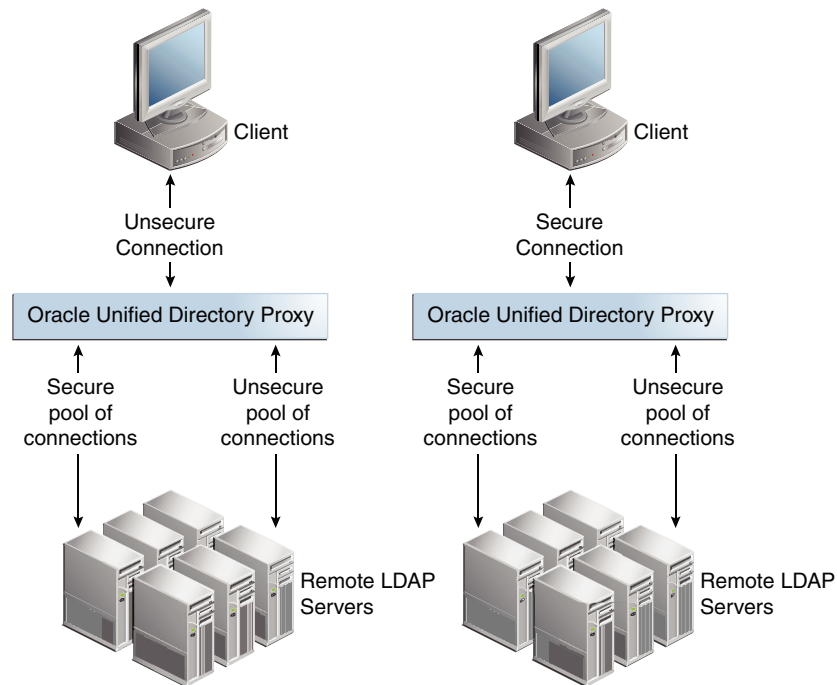 Client
Client
Unsecure
Connection
Secure
Connection
Oracle Unified Directory Proxy
Oracle Unified Directory Proxy
Secure
pool of
connections
Unsecure
pool of
connections
Secure
pool of
connections
Unsecure
pool of
connections
Remote LDAP
Servers
Remote LDAP
Servers